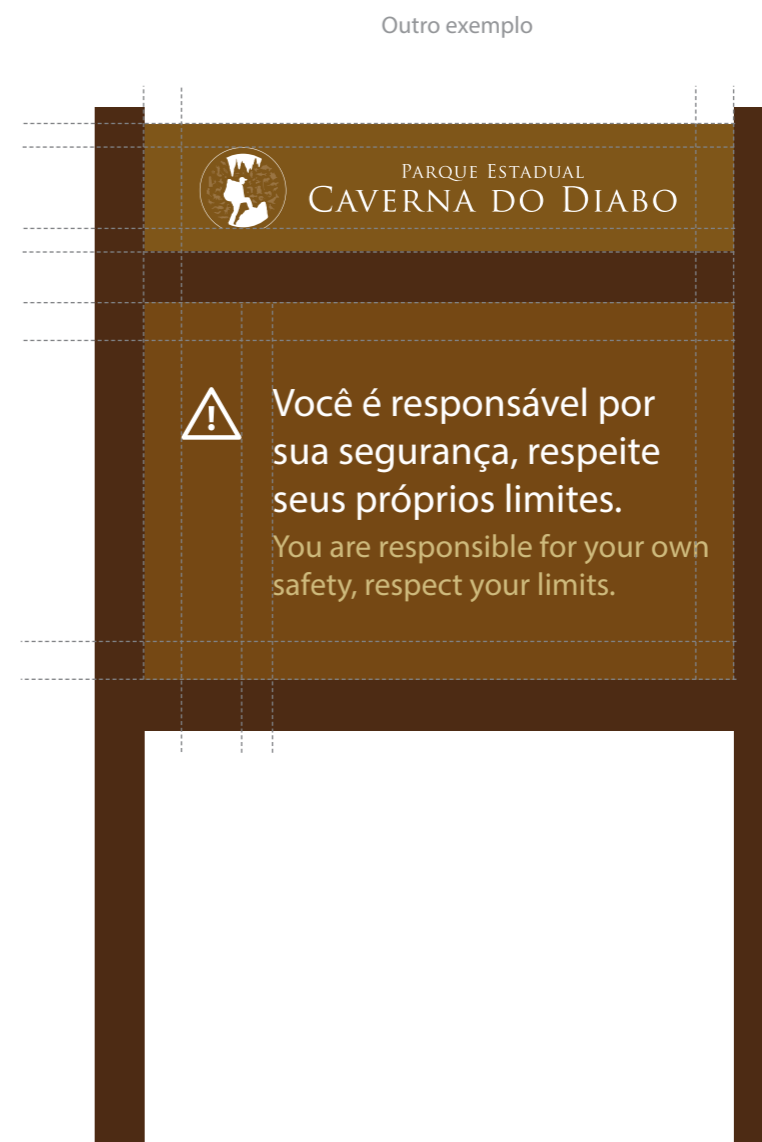 Outro exemplo
Parque Estadual
Caverna do Diabo
Você é responsável por
sua segurança, respeite
seus próprios limites.
You are responsible for your own
safety, respect your limits.